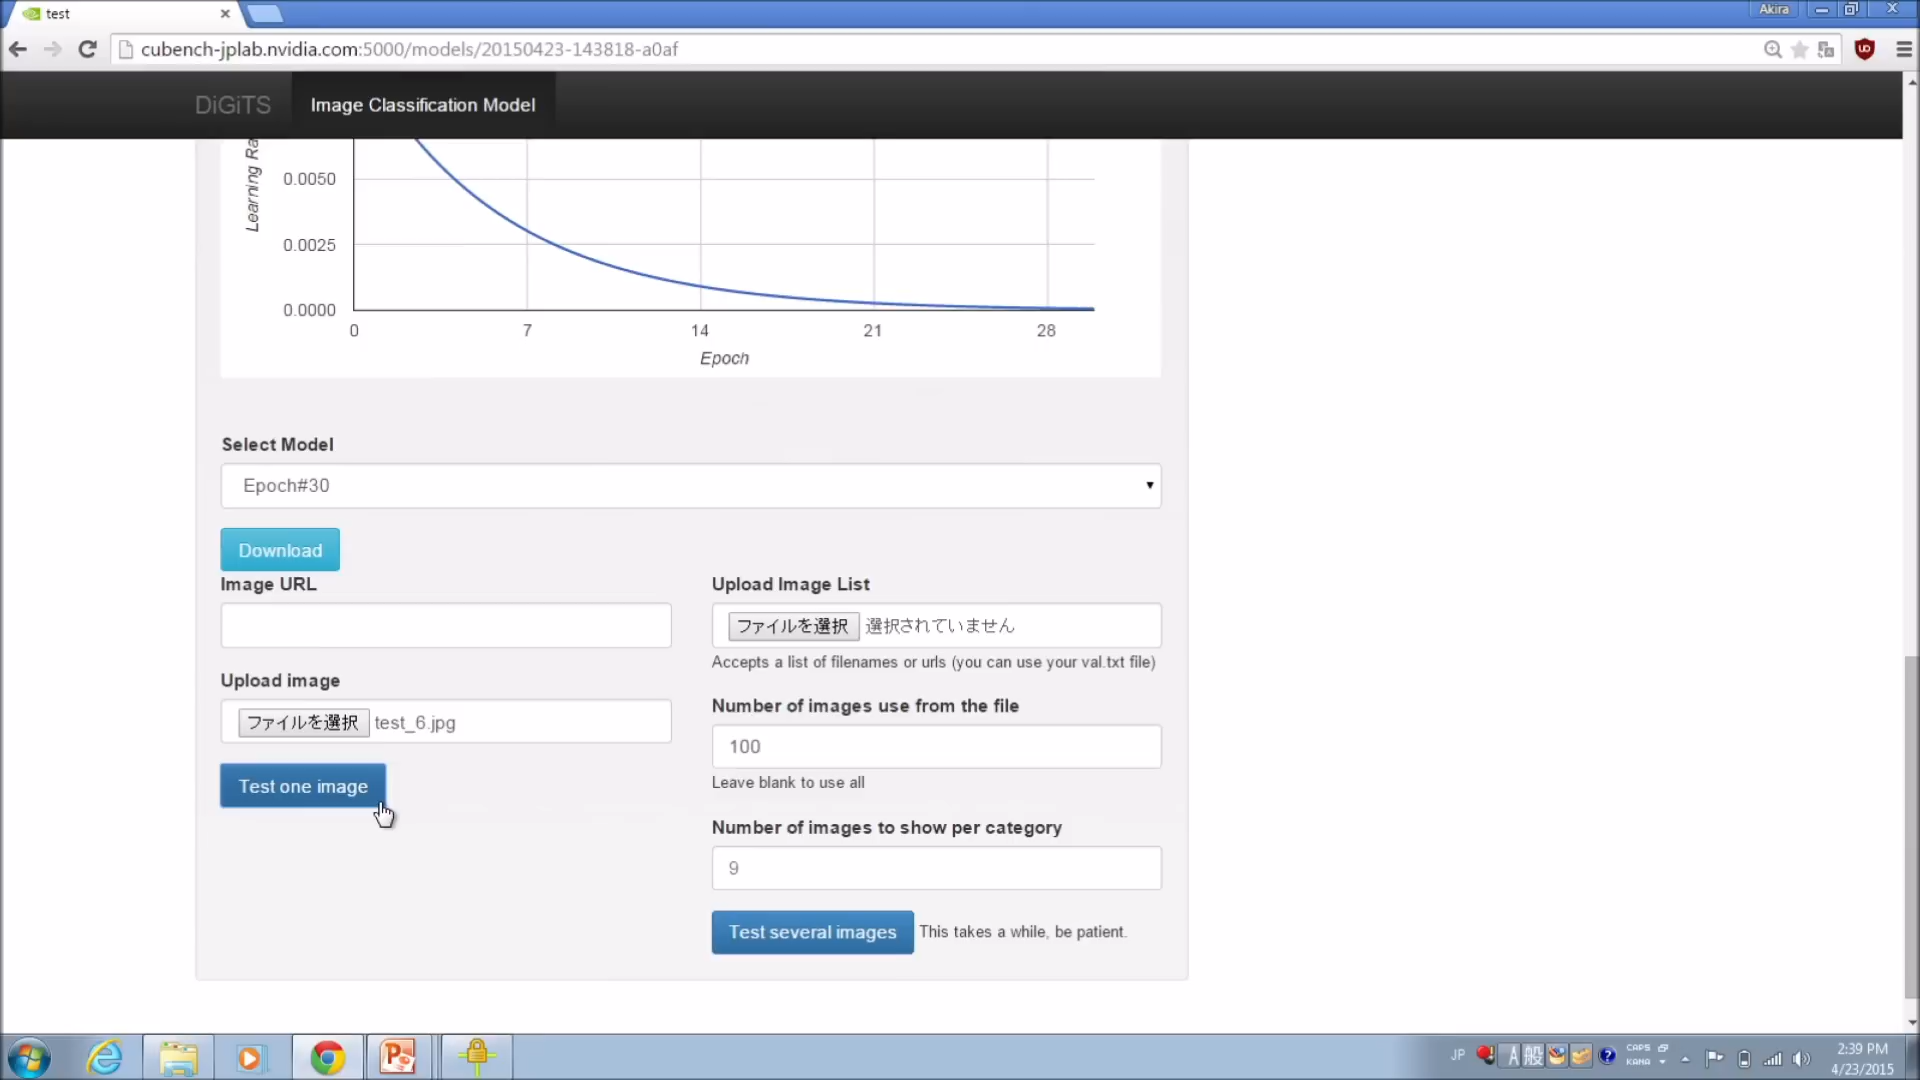 test
Akira
cubench-jplab.nvidia.com:5000/models/20150423-143818-a0af
DiGiTS
Image Classification Model
Learning Ra
0.0050
0.0025
0.0000
0 7 14 21 28
Epoch
Select Model
Epoch#30
Download
Image URL
Upload image
ファイルを選択 test_6.jpg
Test one image
Upload Image List
ファイルを選択 選択されていません
Accepts a list of filenames or urls (you can use your val.txt file)
Number of images use from the file
100
Leave blank to use all
Number of images to show per category
9
Test several images This takes a while, be patient.
JP A 般 CAPS KANA
2:39 PM
4/23/2015